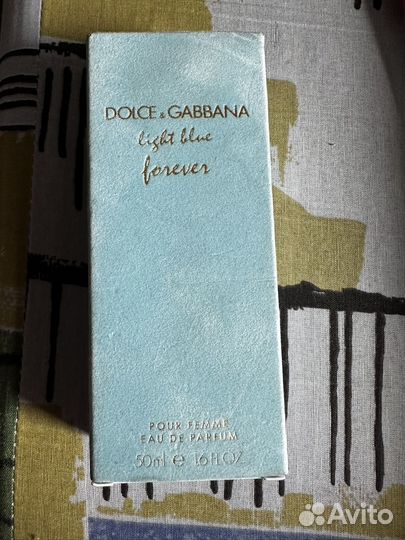 DOLCE & GABBANA
light blue
forever
POUR FEMME
EAU DE PARFUM
50ml e 1.6 FL.OZ
Avito